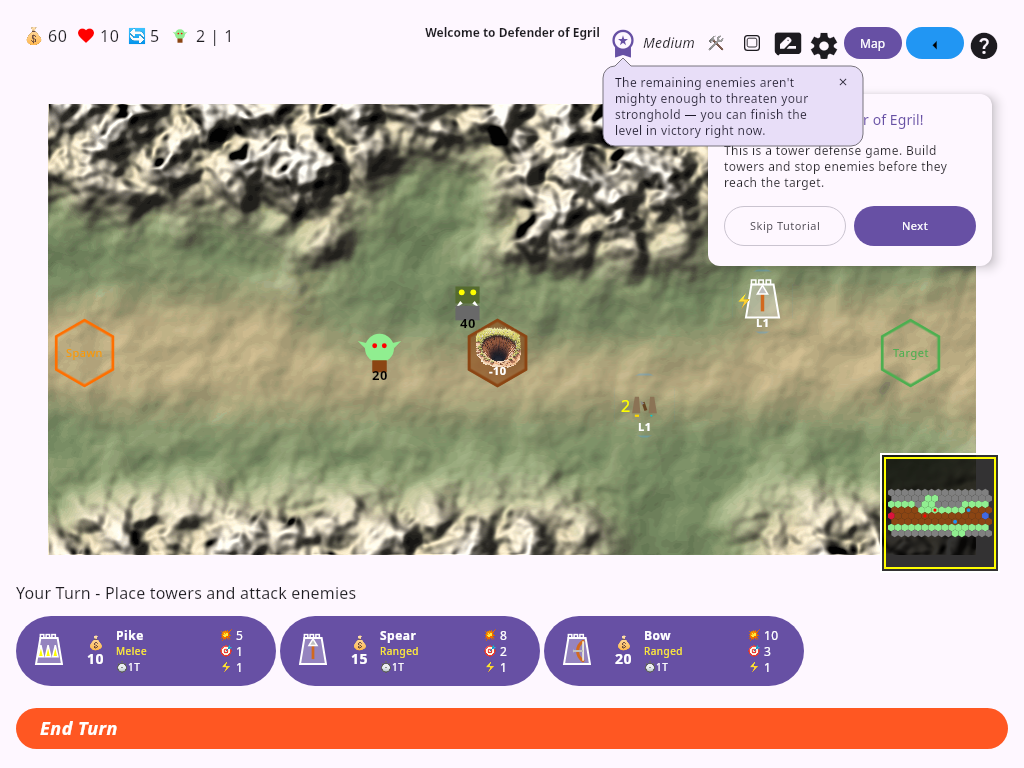 60 10 5 2 | 1
Welcome to Defender of Egril
Medium
Map
The remaining enemies aren't
mighty enough to threaten your
stronghold — you can finish the
level in victory right now.
×
r of Egril!
This is a tower defense game. Build
towers and stop enemies before they
reach the target.
Skip Tutorial
Next
L1
40
20
-10
Target
2
L1
Your Turn - Place towers and attack enemies
10
Pike
Melee
1T
5
1
1
15
Spear
Ranged
1T
8
2
1
20
Bow
Ranged
1T
10
3
1
End Turn